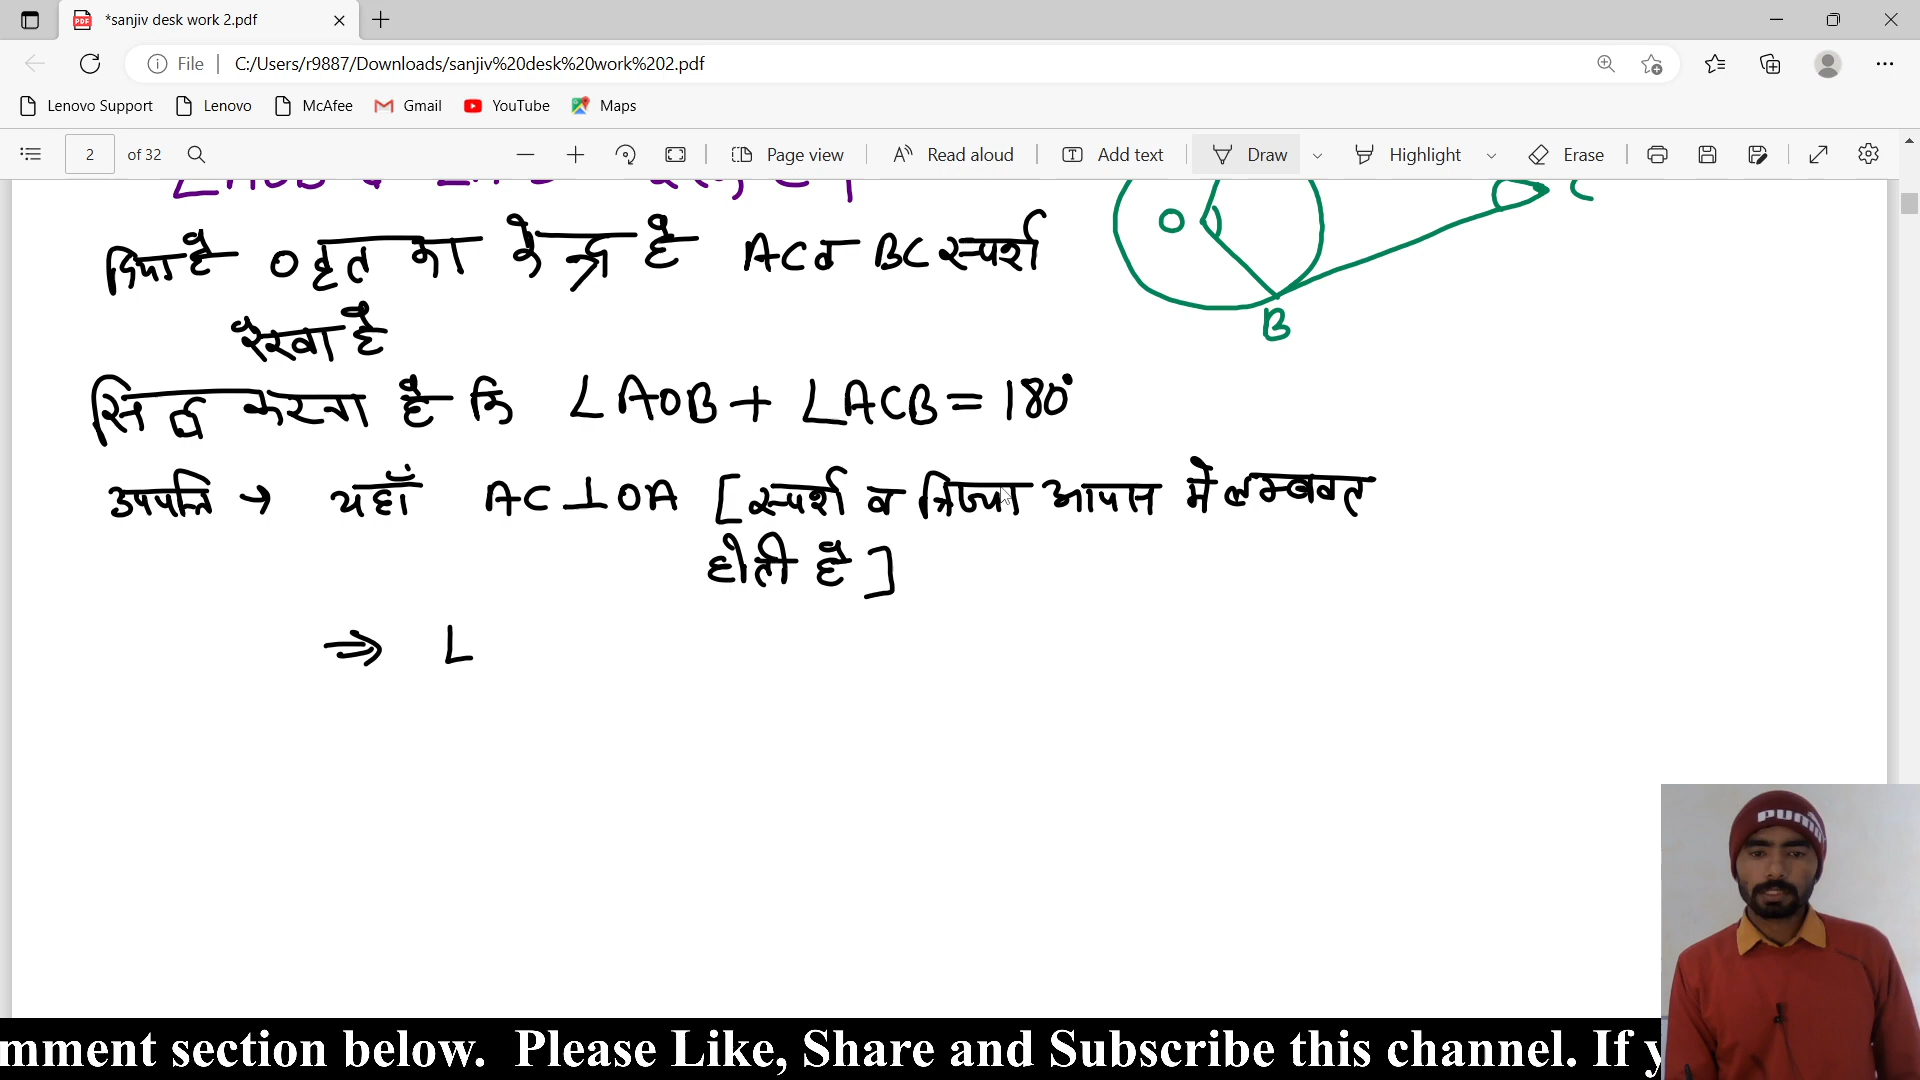 *sanjiv desk work 2.pdf
File | C:/Users/r9887/Downloads/sanjiv%20desk%20work%202.pdf
Lenovo Support Lenovo McAfee Gmail YouTube Maps
2 of 32 Page view Read aloud Add text Draw Highlight Erase
दिया है O वृत का केन्द्र है AC व BC स्पर्श
रेखा है
O
C
B
सिद्ध करना है कि ∠AOB + ∠ACB = 180°
उपपत्ति → यहाँ AC ⊥ OA [स्पर्श व त्रिज्या आपस में लम्बवत
होती है]
⇒ ∠
PUMA
mment section below. Please Like, Share and Subscribe this channel. If y